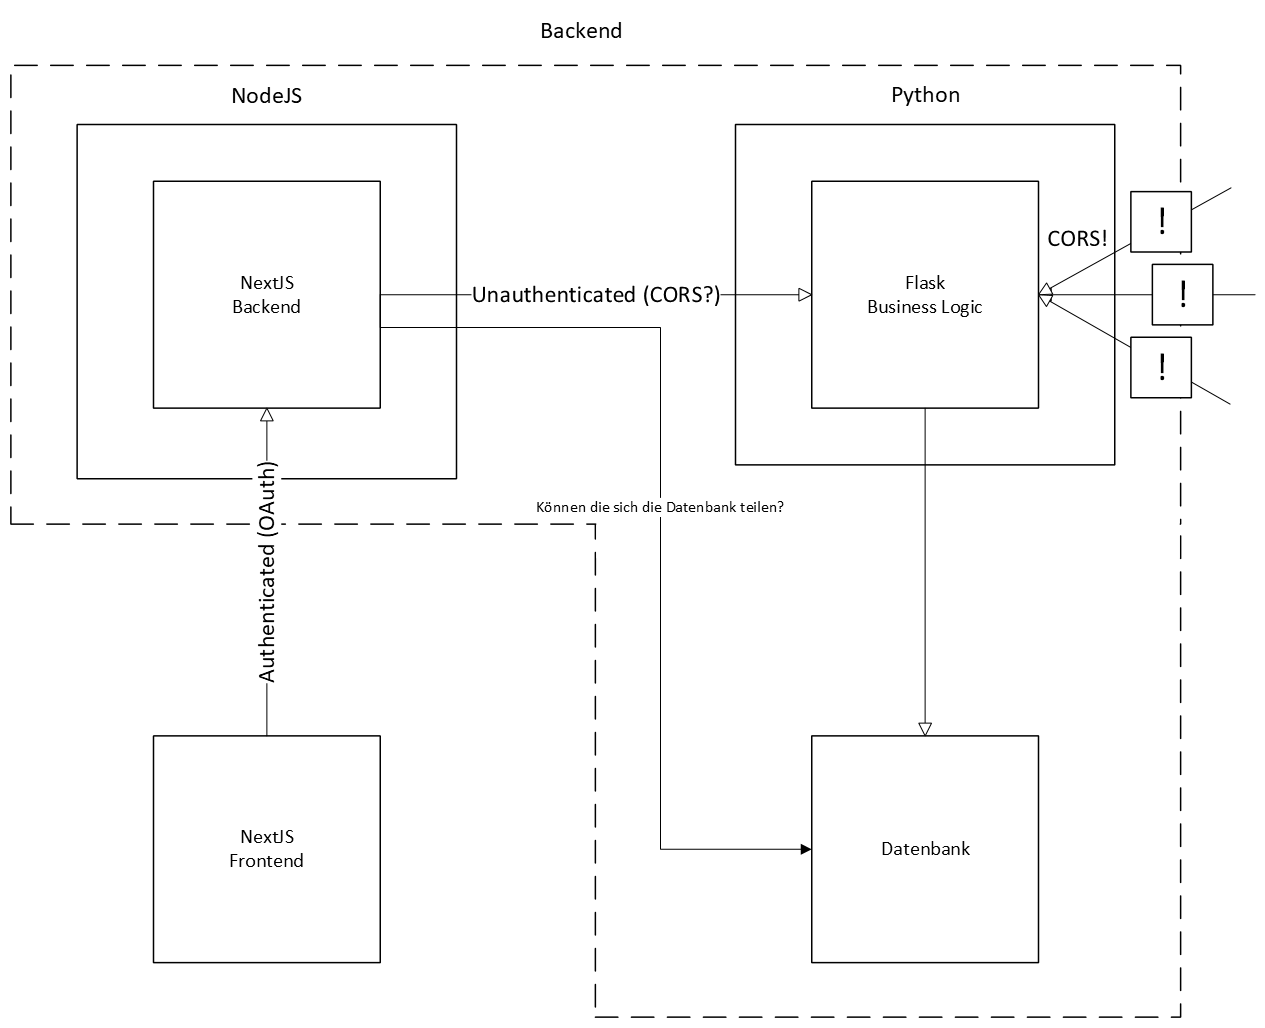 Backend
NodeJS
Python
NextJS
Backend
Unauthenticated (CORS?)
Flask
Business Logic
CORS!
!
!
!
Authenticated (OAuth)
Können die sich die Datenbank teilen?
NextJS
Frontend
Datenbank